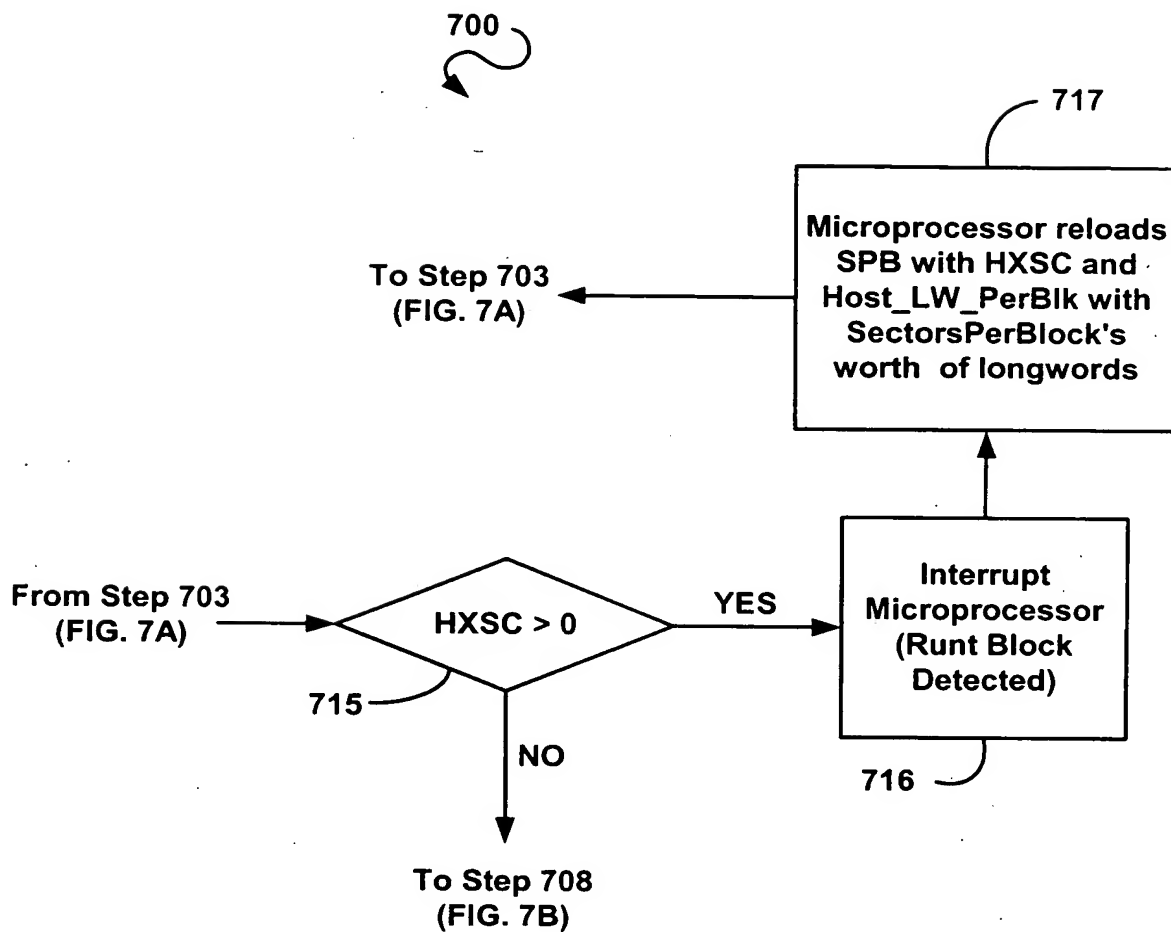 700
717
Microprocessor reloads
SPB with HXSC and
Host_LW_PerBlk with
SectorsPerBlock's
worth of longwords
To Step 703
(FIG. 7A)
From Step 703
(FIG. 7A)
HXSC > 0
715
YES
Interrupt
Microprocessor
(Runt Block
Detected)
716
NO
To Step 708
(FIG. 7B)